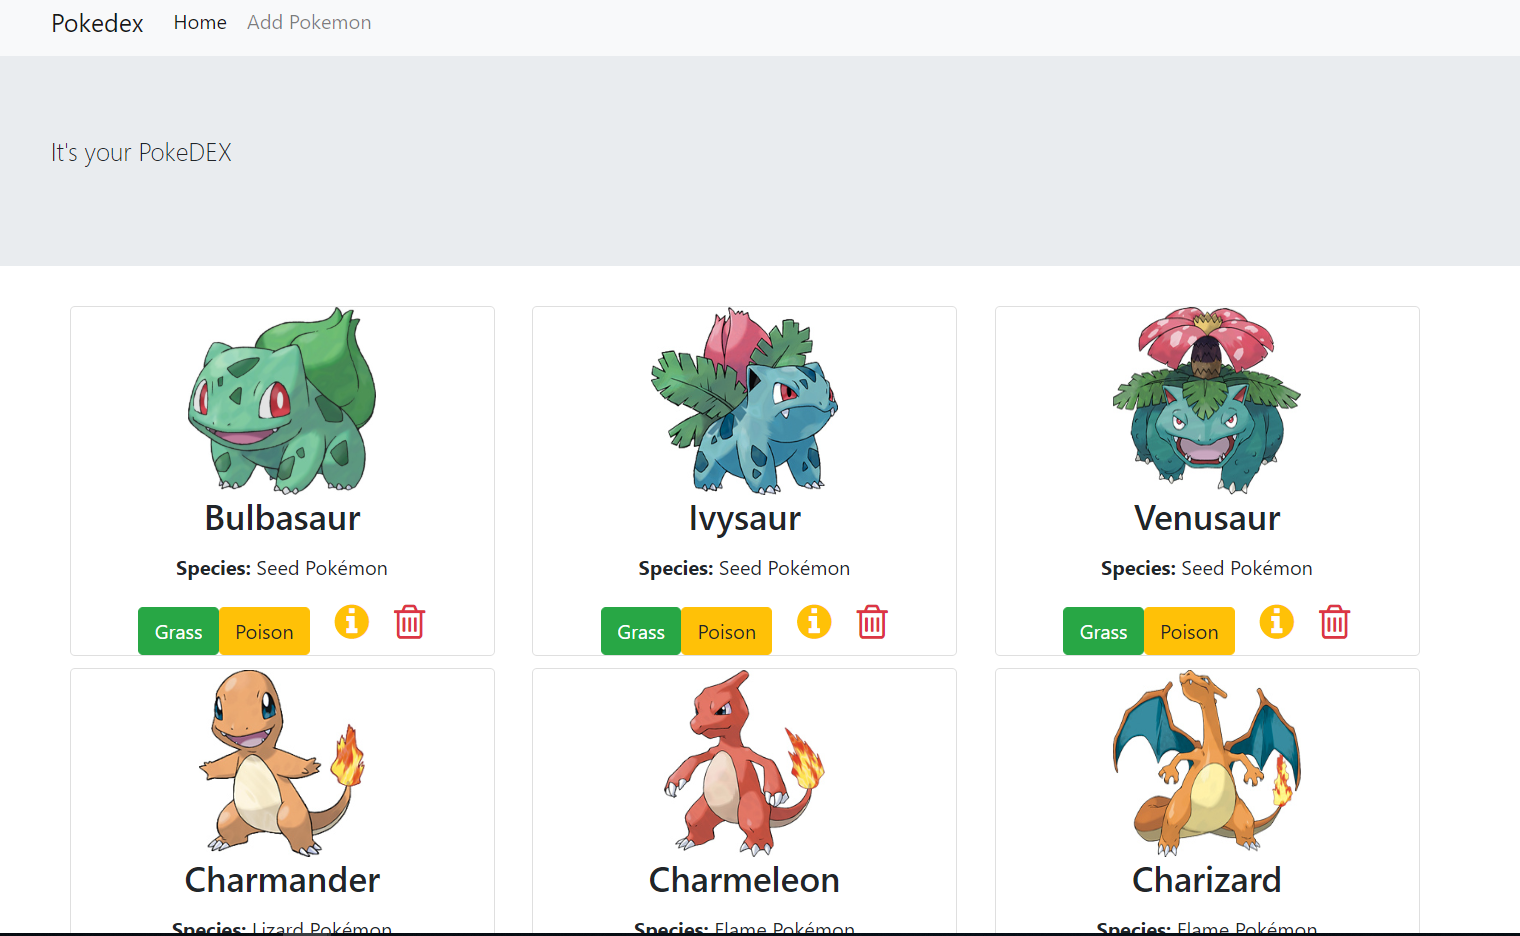 Pokedex Home Add Pokemon
It's your PokeDEX
Bulbasaur Ivysaur Venusaur
Species: Seed Pokémon Species: Seed Pokémon Species: Seed Pokémon
Grass Poison Grass Poison Grass Poison
Charmander Charmeleon Charizard
Species: Lizard Pokémon Species: Flame Pokémon Species: Flame Pokémon